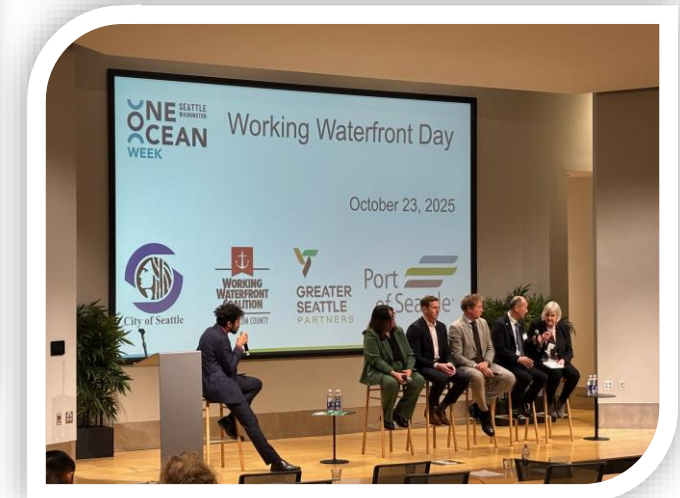 ONE SEATTLE WASHINGTON
OCEAN
WEEK
Working Waterfront Day
October 23, 2025
City of Seattle
WORKING
WATERFRONT
COALITION
COUNTY
GREATER
SEATTLE
PARTNERS
Port
of Seattle